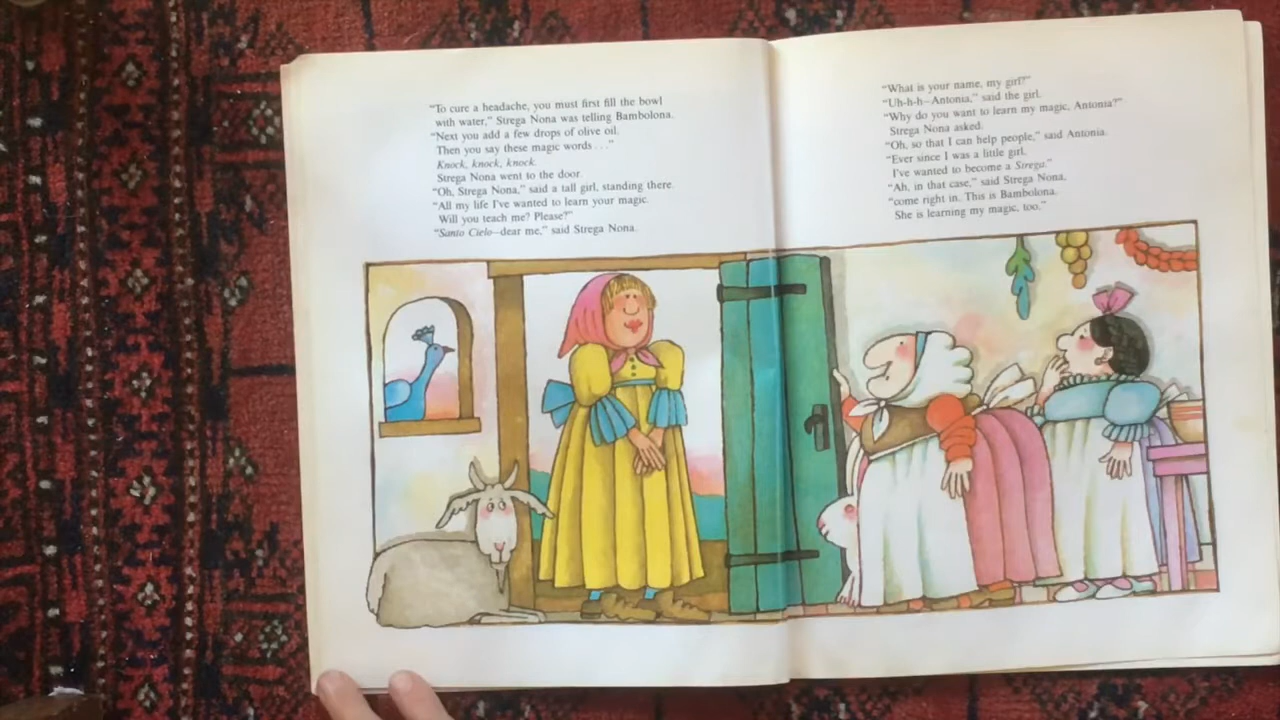 “To cure a headache, you must first fill the bowl
with water,” Strega Nona was telling Bambolona.
“Next you add a few drops of olive oil.
Then you say these magic words . . .”
Knock, knock, knock.
Strega Nona went to the door.
“Oh, Strega Nona,” said a tall girl, standing there.
“All my life I've wanted to learn your magic.
Will you teach me? Please?”
“Santo Cielo—dear me,” said Strega Nona.
“What is your name, my girl?”
“Uh-h-h—Antonia,” said the girl.
“Why do you want to learn my magic, Antonia?”
Strega Nona asked.
“Oh, so that I can help people,” said Antonia.
“Ever since I was a little girl,
I've wanted to become a Strega.”
“Ah, in that case,” said Strega Nona,
“come right in. This is Bambolona.
She is learning my magic, too.”